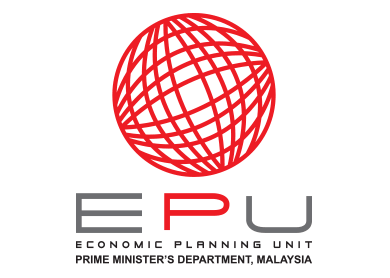 EPU
ECONOMIC PLANNING UNIT
PRIME MINISTER'S DEPARTMENT, MALAYSIA